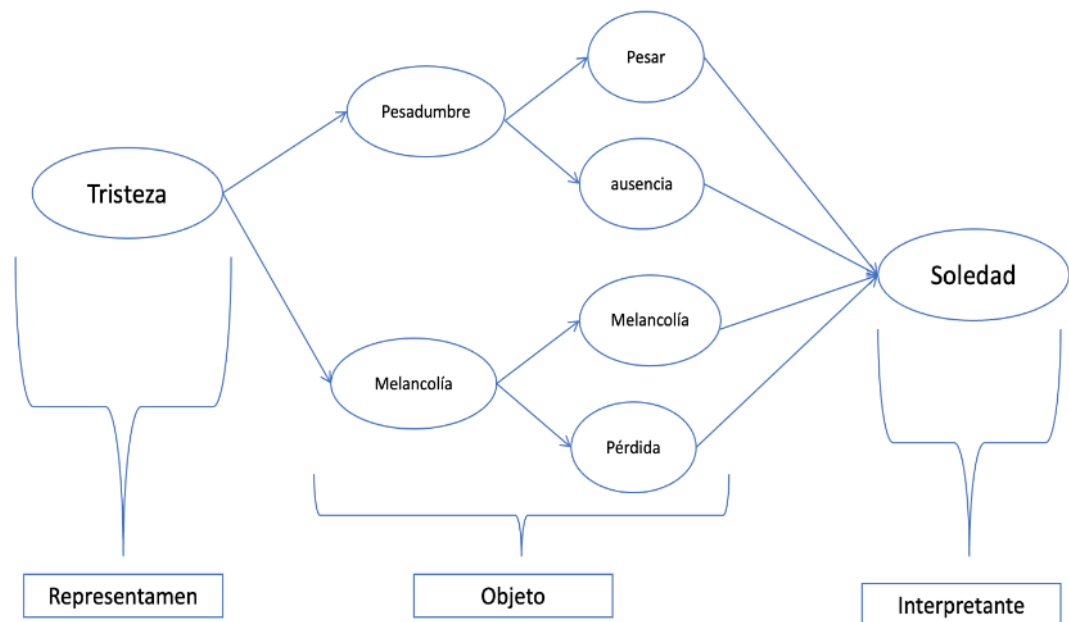 Pesar
Pesadumbre
Tristeza
ausencia
Soledad
Melancolía
Melancolía
Pérdida
Representamen
Objeto
Interpretante